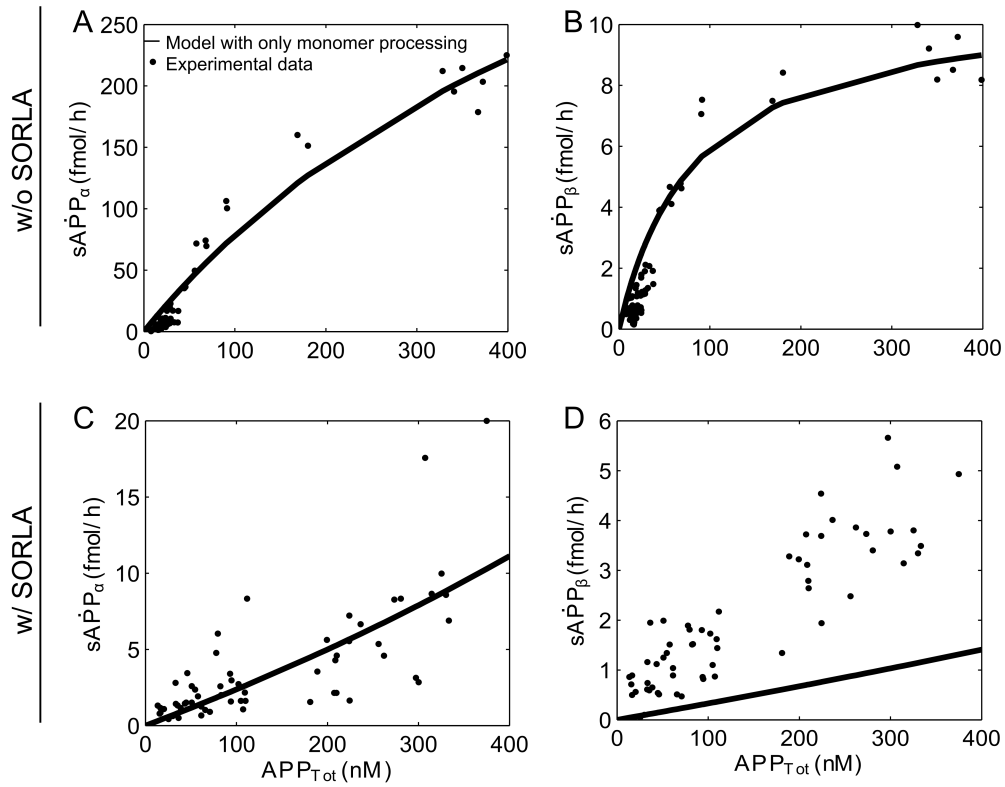 A
B
w/o SORLA
sAṖPα (fmol/h)
250
200
150
100
50
0
Model with only monomer processing
Experimental data
0 100 200 300 400
sAṖPβ (fmol/h)
10
8
6
4
2
0
0 100 200 300 400
C
D
w/ SORLA
sAṖPα (fmol/h)
20
15
10
5
0
0 100 200 300 400
APPTot (nM)
sAṖPβ (fmol/h)
6
5
4
3
2
1
0
0 100 200 300 400
APPTot (nM)